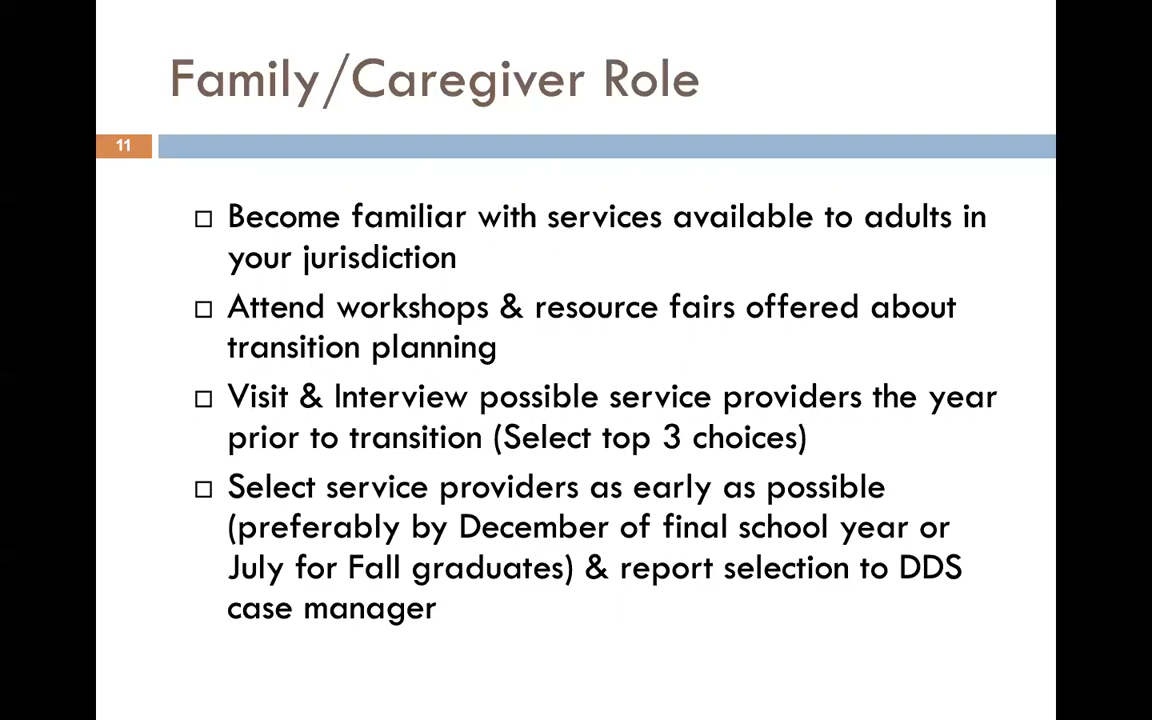 Family/Caregiver Role
11
Become familiar with services available to adults in
your jurisdiction
Attend workshops & resource fairs offered about
transition planning
Visit & Interview possible service providers the year
prior to transition (Select top 3 choices)
Select service providers as early as possible
(preferably by December of final school year or
July for Fall graduates) & report selection to DDS
case manager